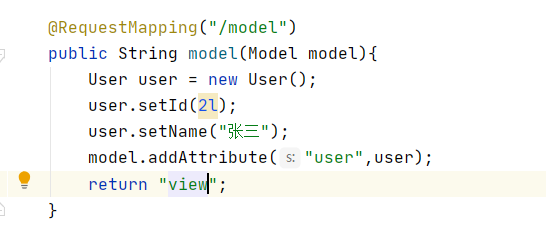 @RequestMapping("/model")
public String model(Model model){
    User user = new User();
    user.setId(2l);
    user.setName("张三");
    model.addAttribute( s: "user",user);
    return "view";
}